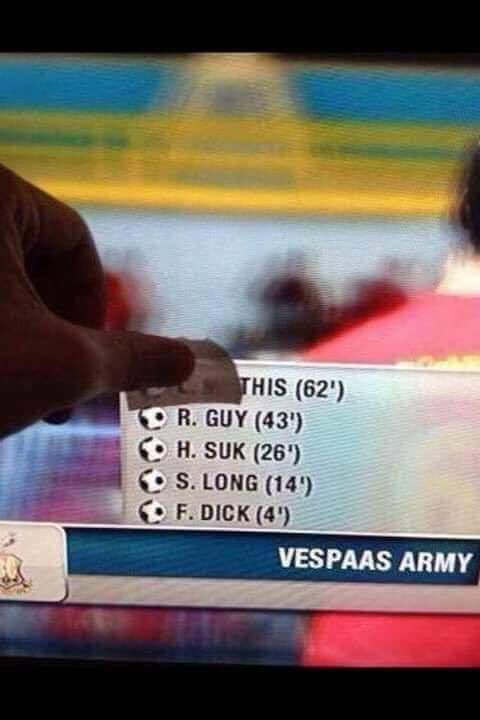 THIS (62')
R. GUY (43')
H. SUK (26')
S. LONG (14')
F. DICK (4')
VESPAAS ARMY